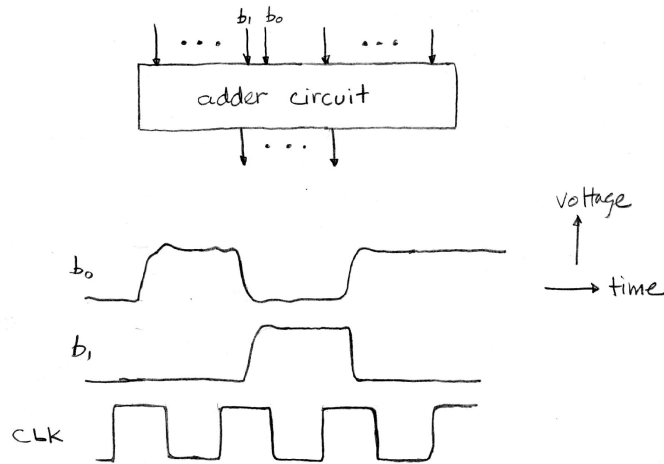 b₁ b₀
... ...
adder circuit
...
voltage
b₀
time
b₁
CLK